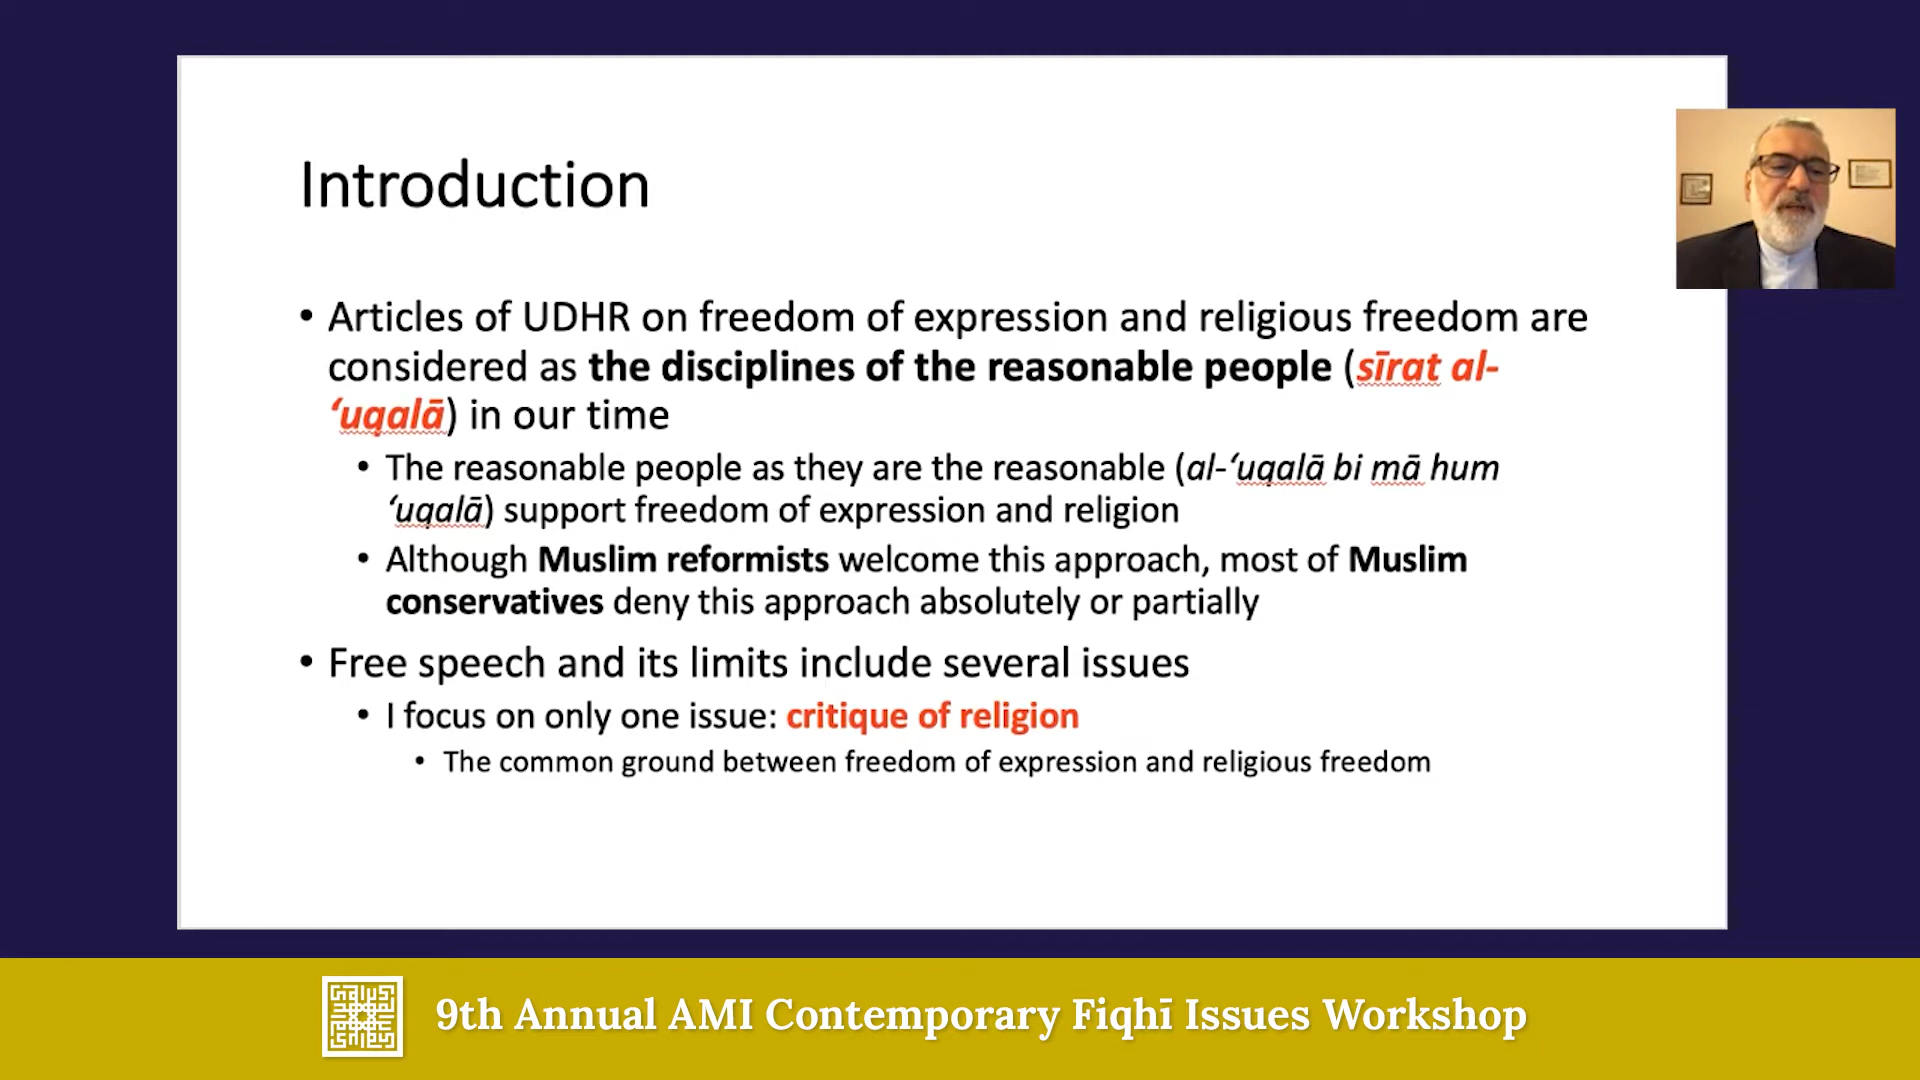 Introduction
• Articles of UDHR on freedom of expression and religious freedom are
considered as the disciplines of the reasonable people (sīrat al-
‘uqalā) in our time
• The reasonable people as they are the reasonable (al-‘uqalā bi mā hum
‘uqalā) support freedom of expression and religion
• Although Muslim reformists welcome this approach, most of Muslim
conservatives deny this approach absolutely or partially
• Free speech and its limits include several issues
• I focus on only one issue: critique of religion
• The common ground between freedom of expression and religious freedom
9th Annual AMI Contemporary Fiqhī Issues Workshop